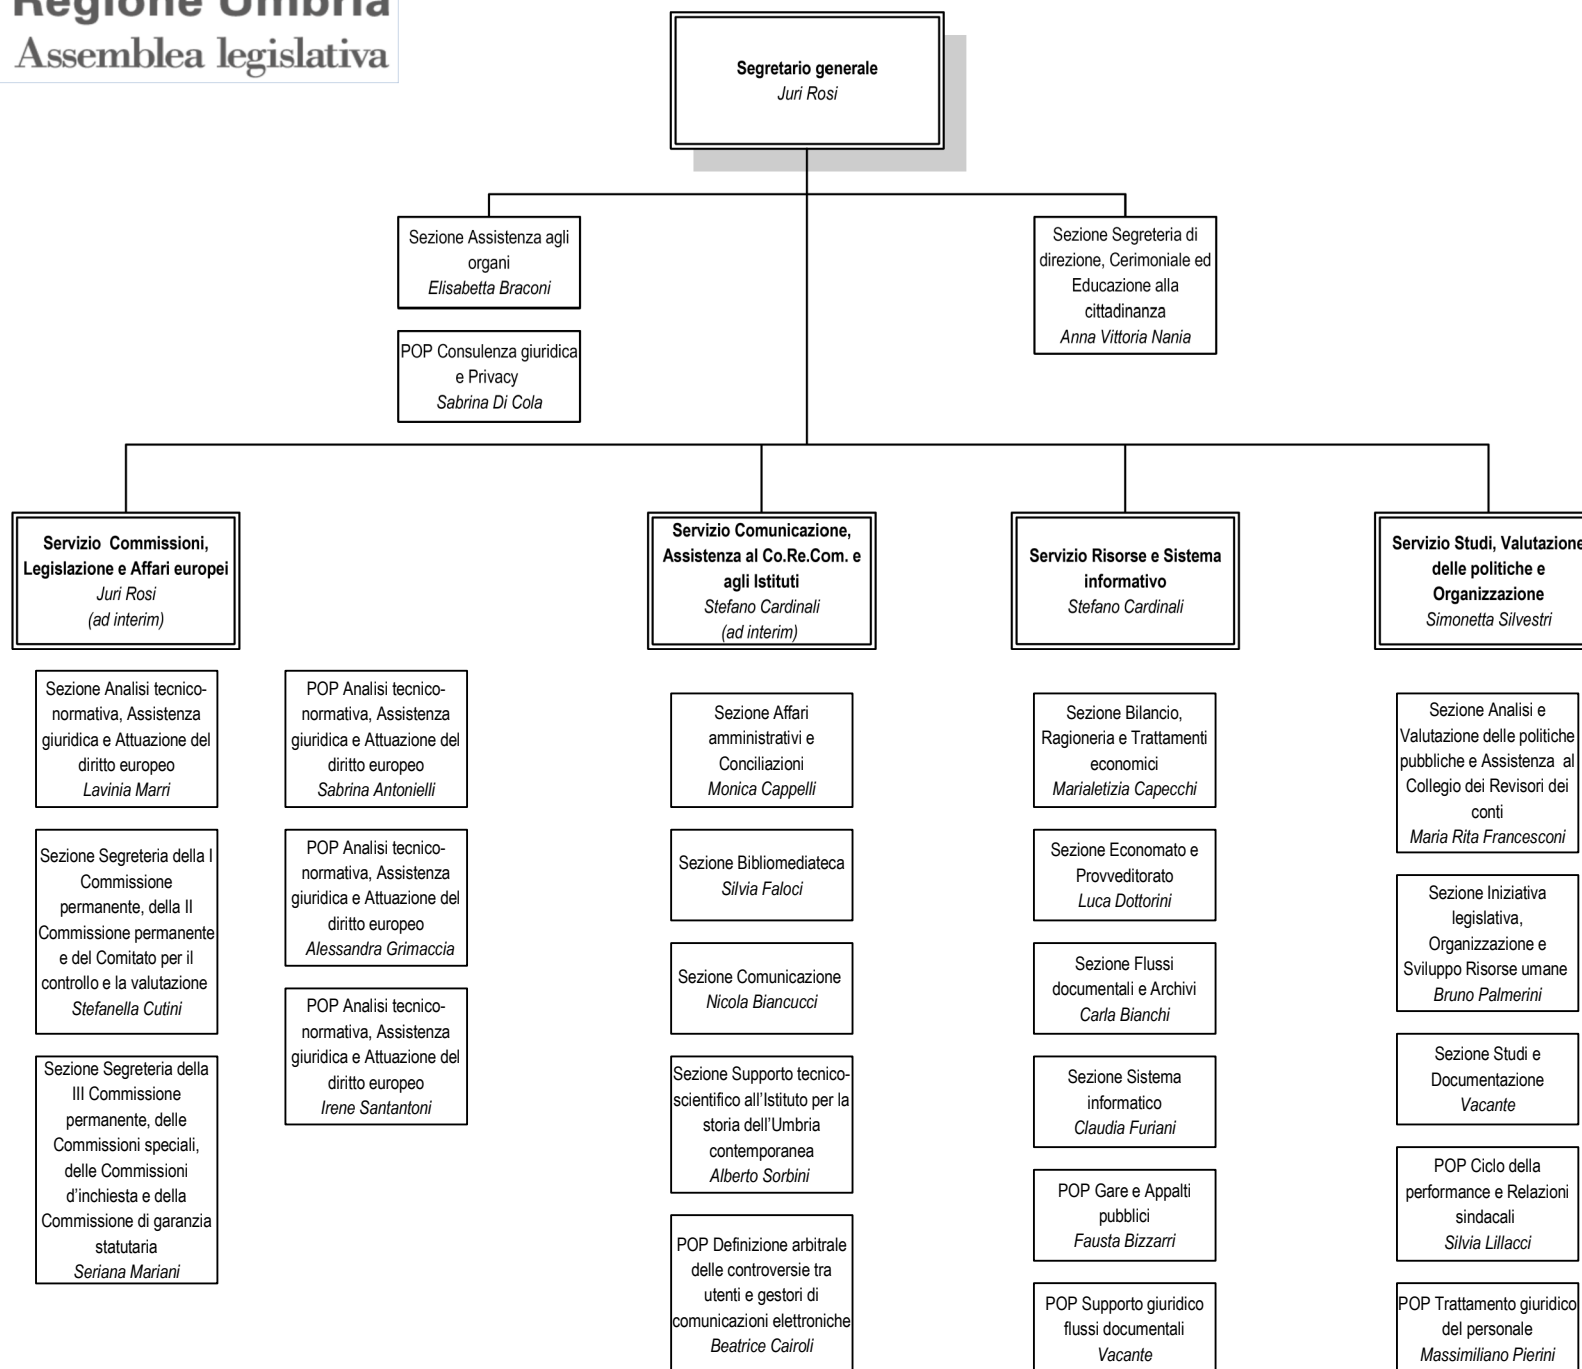 Regione Umbria
Assemblea legislativa
Segretario generale
Juri Rosi
Sezione Assistenza agli
organi
Elisabetta Braconi
Sezione Segreteria di
direzione, Cerimoniale ed
Educazione alla
cittadinanza
Anna Vittoria Nania
POP Consulenza giuridica
e Privacy
Sabrina Di Cola
Servizio Commissioni,
Legislazione e Affari europei
Juri Rosi
(ad interim)
Sezione Analisi tecnico-
normativa, Assistenza
giuridica e Attuazione del
diritto europeo
Lavinia Marri
Sezione Segreteria della I
Commissione
permanente, della II
Commissione permanente
e del Comitato per il
controllo e la valutazione
Stefanella Cutini
Sezione Segreteria della
III Commissione
permanente, delle
Commissioni speciali,
delle Commissioni
d'inchiesta e della
Commissione di garanzia
statutaria
Seriana Mariani
POP Analisi tecnico-
normativa, Assistenza
giuridica e Attuazione del
diritto europeo
Sabrina Antonielli
POP Analisi tecnico-
normativa, Assistenza
giuridica e Attuazione del
diritto europeo
Alessandra Grimaccia
POP Analisi tecnico-
normativa, Assistenza
giuridica e Attuazione del
diritto europeo
Irene Santantoni
Servizio Comunicazione,
Assistenza al Co.Re.Com. e
agli Istituti
Stefano Cardinali
(ad interim)
Sezione Affari
amministrativi e
Conciliazioni
Monica Cappelli
Sezione Bibliomediateca
Silvia Faloci
Sezione Comunicazione
Nicola Biancucci
Sezione Supporto tecnico-
scientifico all'Istituto per la
storia dell'Umbria
contemporanea
Alberto Sorbini
POP Definizione arbitrale
delle controversie tra
utenti e gestori di
comunicazioni elettroniche
Beatrice Cairoli
Servizio Risorse e Sistema
informativo
Stefano Cardinali
Sezione Bilancio,
Ragioneria e Trattamenti
economici
Marialetizia Capecchi
Sezione Economato e
Provveditorato
Luca Dottorini
Sezione Flussi
documentali e Archivi
Carla Bianchi
Sezione Sistema
informatico
Claudia Furiani
POP Gare e Appalti
pubblici
Fausta Bizzarri
POP Supporto giuridico
flussi documentali
Vacante
Servizio Studi, Valutazione
delle politiche e
Organizzazione
Simonetta Silvestri
Sezione Analisi e
Valutazione delle politiche
pubbliche e Assistenza al
Collegio dei Revisori dei
conti
Maria Rita Francesconi
Sezione Iniziativa
legislativa,
Organizzazione e
Sviluppo Risorse umane
Bruno Palmerini
Sezione Studi e
Documentazione
Vacante
POP Ciclo della
performance e Relazioni
sindacali
Silvia Lillacci
POP Trattamento giuridico
del personale
Massimiliano Pierini